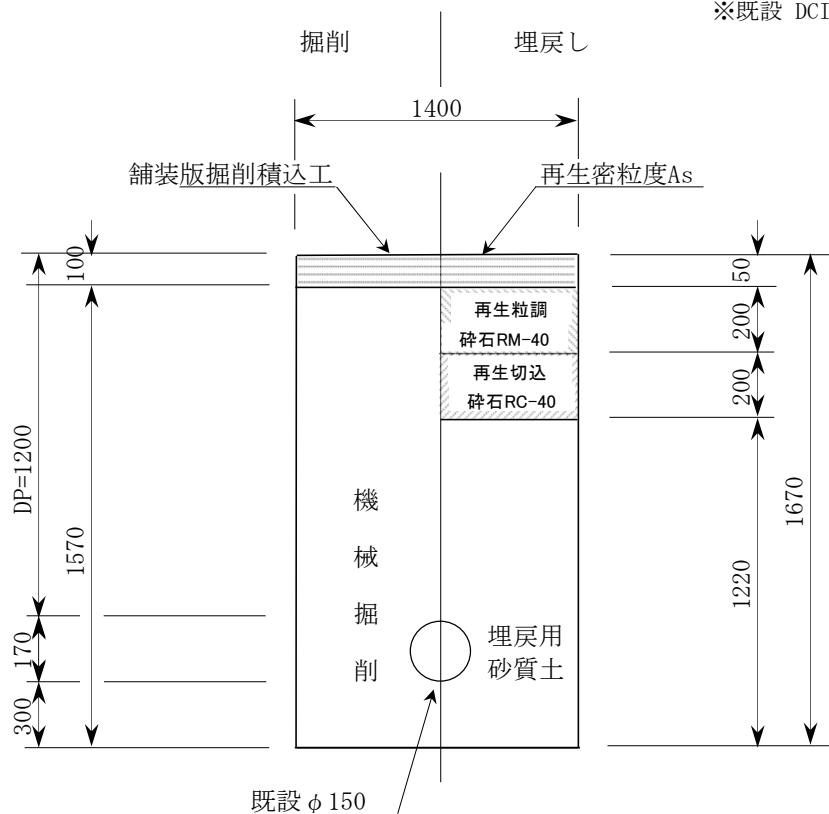 ※既設 DCI
掘削
埋戻し
1400
舗装版掘削積込工
再生密粒度As
100
50
再生粒調
砕石RM-40
200
再生切込
砕石RC-40
200
DP=1200
1570
機械掘削
1670
1220
170
埋戻用
砂質土
300
既設φ150